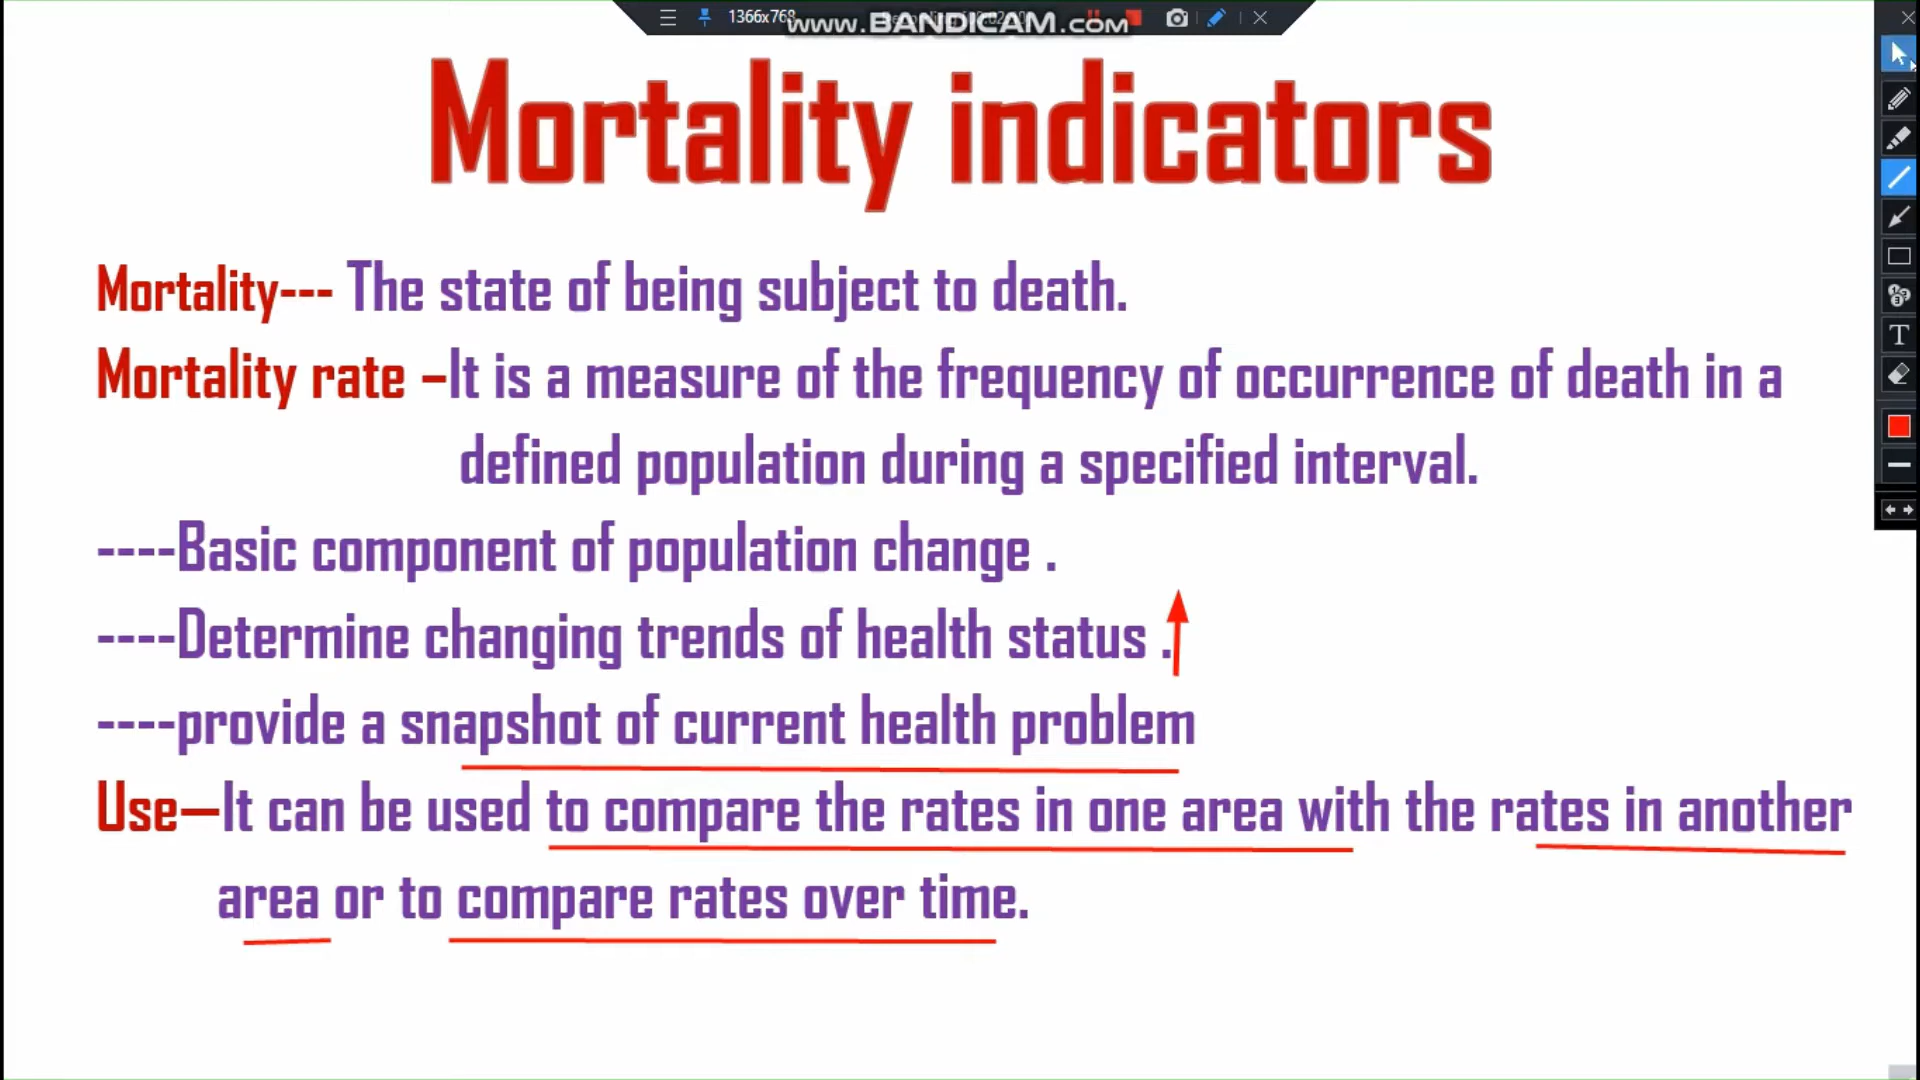 1366x768
www.BANDICAM.com
Mortality indicators
Mortality--- The state of being subject to death.
Mortality rate –It is a measure of the frequency of occurrence of death in a
defined population during a specified interval.
----Basic component of population change .
----Determine changing trends of health status .
----provide a snapshot of current health problem
Use—It can be used to compare the rates in one area with the rates in another
area or to compare rates over time.